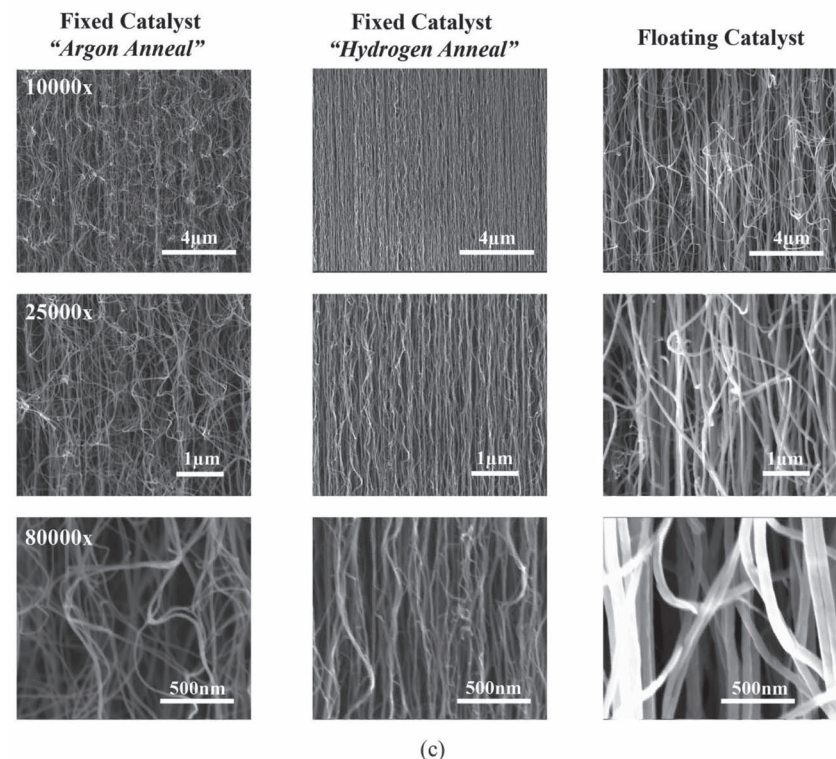 Fixed Catalyst
“Argon Anneal”
Fixed Catalyst
“Hydrogen Anneal”
Floating Catalyst
10000x
4μm
4μm
4μm
25000x
1μm
1μm
1μm
80000x
500nm
500nm
500nm
(c)